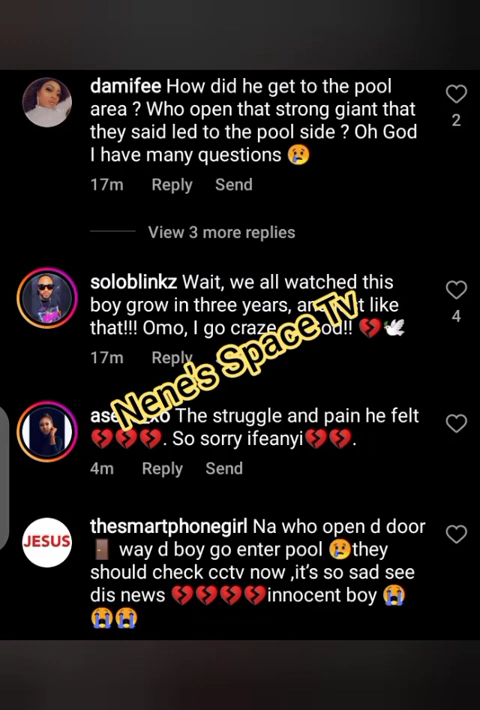 damifee How did he get to the pool
area ? Who open that strong giant that
they said led to the pool side ? Oh God
I have many questions 😢
2
17m Reply Send
View 3 more replies
soloblinkz Wait, we all watched this
boy grow in three years, like
that!!! Omo, I go craze !! 💔🕊️
4
17m Reply
Nene's Space Tv
The struggle and pain he felt
💔💔💔. So sorry ifeanyi💔💔.
4m Reply Send
JESUS
thesmartphonegirl Na who open d door
🚪 way d boy go enter pool 😢they
should check cctv now ,it's so sad see
dis news 💔💔💔💔innocent boy 😭
😭😭